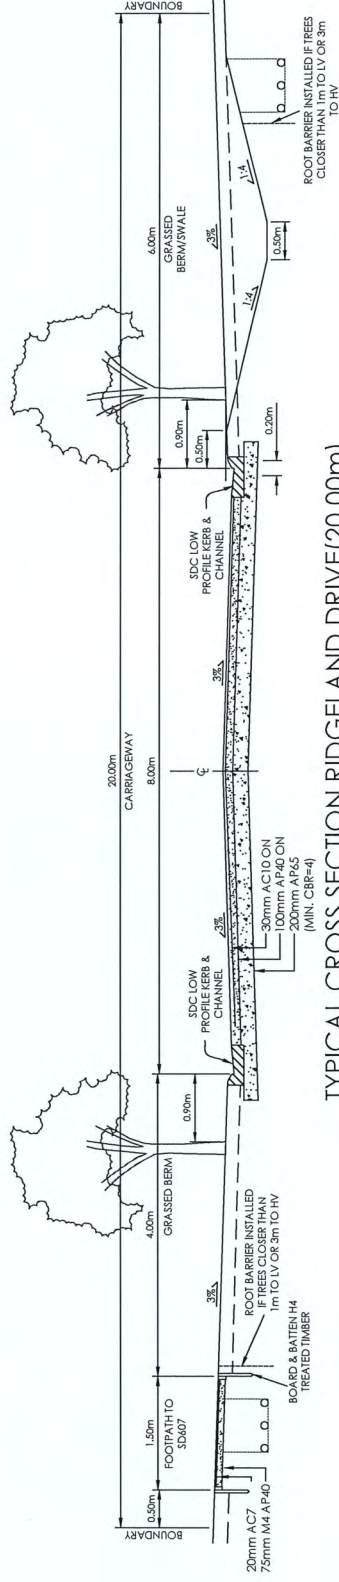 20.00m
CARRIAGEWAY
BOUNDARY
0.50m
1.50m
FOOTPATH TO
SD607
4.00m
GRASSED BERM
0.90m
8.00m
6.00m
GRASSED
BERM/SWALE
BOUNDARY
0.90m
0.50m
3%
SDC LOW
PROFILE KERB &
CHANNEL
3%
℄
3%
SDC LOW
PROFILE KERB &
CHANNEL
0.20m
3%
1:4
1:4
0.50m
20mm AC7
75mm M4 AP40
BOARD & BATTEN H4
TREATED TIMBER
ROOT BARRIER INSTALLED
IF TREES CLOSER THAN
1m TO LV OR 3m TO HV
30mm AC10 ON
100mm AP40 ON
200mm AP65
(MIN. CBR=4)
ROOT BARRIER INSTALLED IF TREES
CLOSER THAN 1m TO LV OR 3m
TO HV
TYPICAL CROSS SECTION RIDGELAND DRIVE(20.00m)